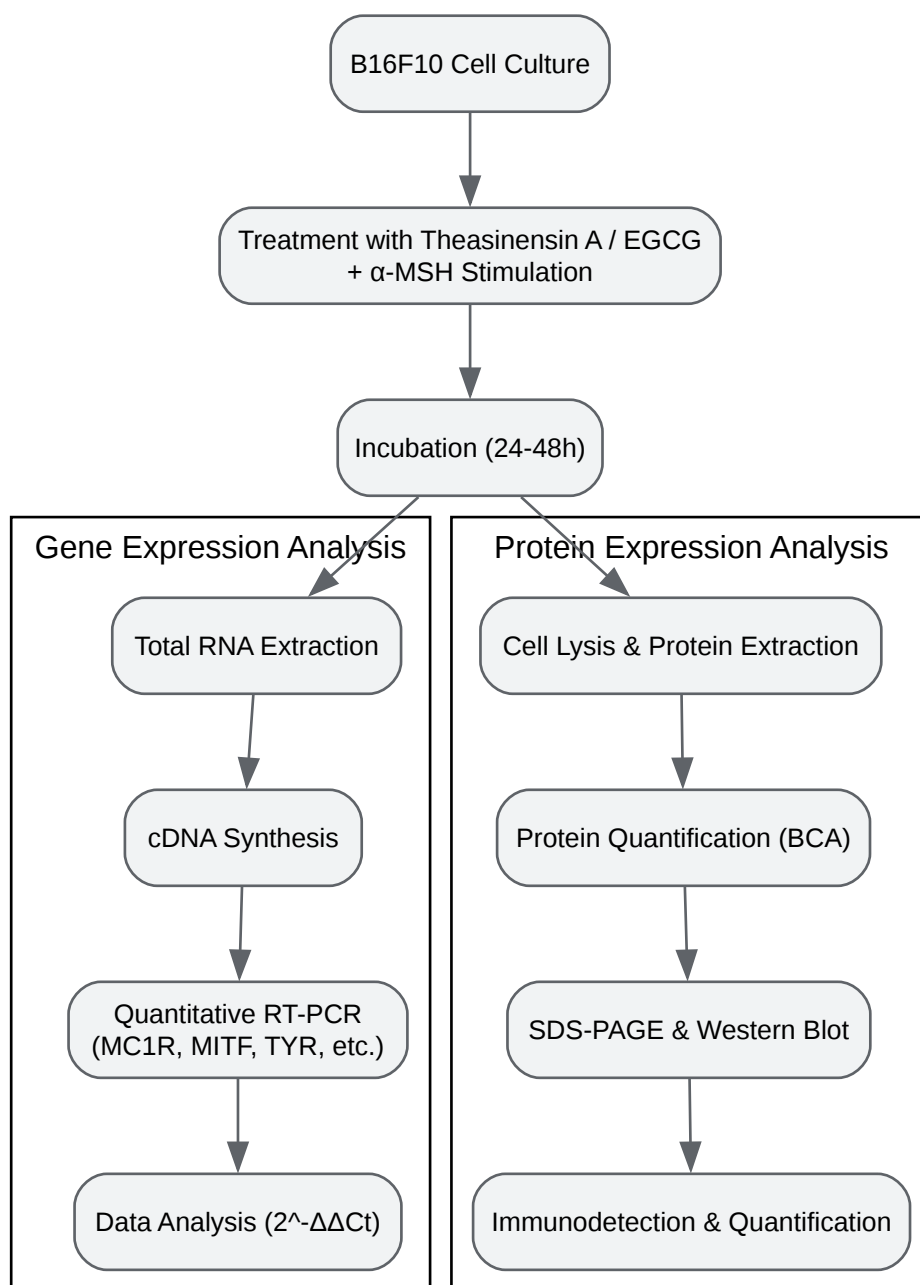 B16F10 Cell Culture
Treatment with Theasinensin A / EGCG
+ α-MSH Stimulation
Incubation (24-48h)
Gene Expression Analysis
Total RNA Extraction
cDNA Synthesis
Quantitative RT-PCR
(MC1R, MITF, TYR, etc.)
Data Analysis (2^-ΔΔCt)
Protein Expression Analysis
Cell Lysis & Protein Extraction
Protein Quantification (BCA)
SDS-PAGE & Western Blot
Immunodetection & Quantification